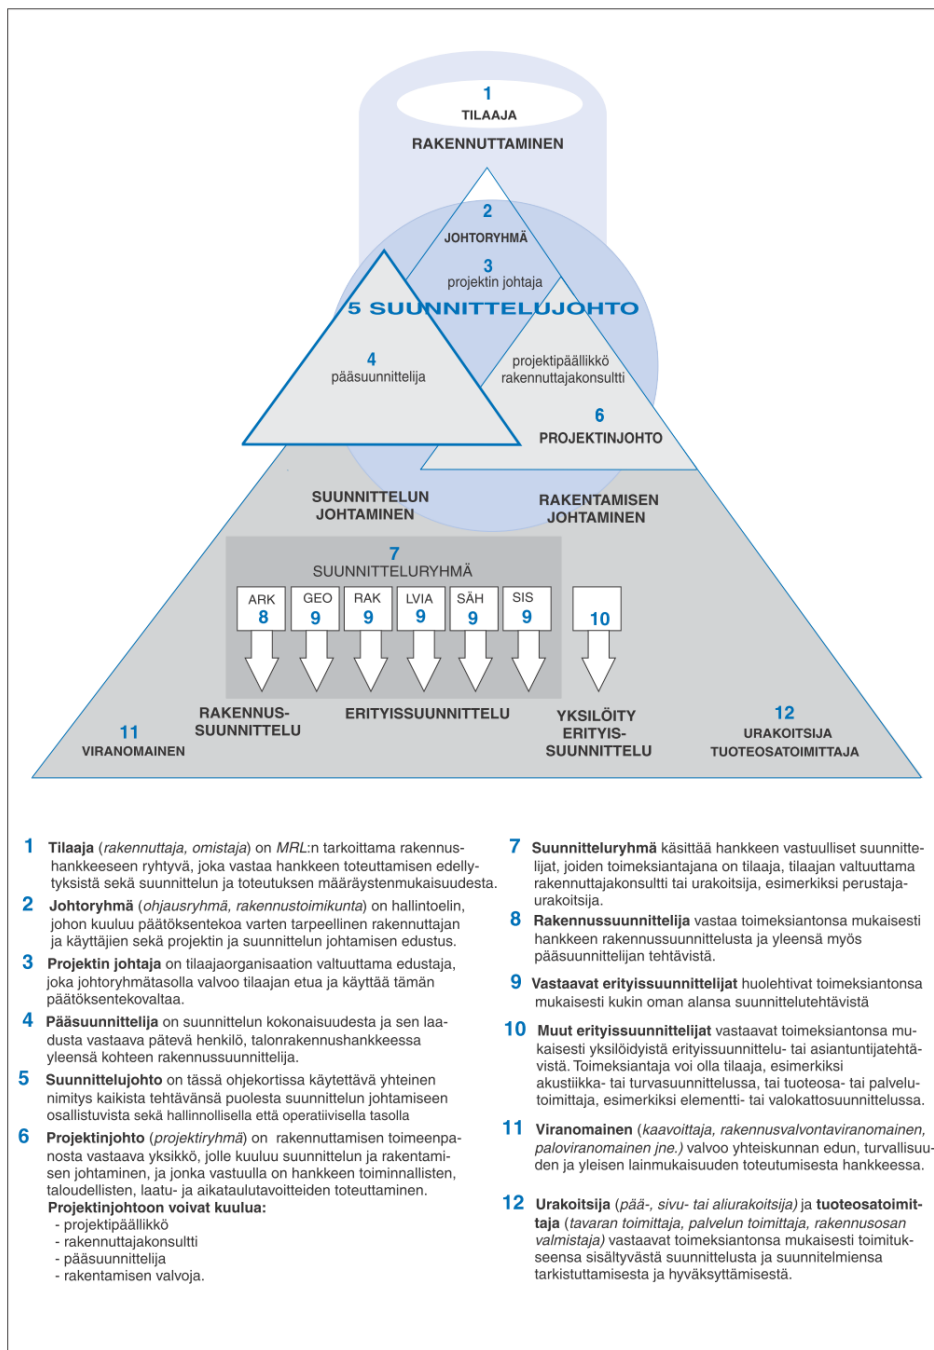 1
TILAAJA
RAKENNUTTAMINEN
2
JOHTORYHMÄ
3
projektin johtaja
5 SUUNNITTELUJOHTO
4
pääsuunnittelija
projektipäällikkö
rakennuttajakonsultti
6
PROJEKTINJOHTO
SUUNNITTELUN
JOHTAMINEN
RAKENTAMISEN
JOHTAMINEN
7
SUUNNITTELURYHMÄ
ARK GEO RAK LVIA SÄH SIS
8 9 9 9 9 9 10
RAKENNUS-
SUUNNITTELU
ERITYISSUUNNITTELU
YKSILÖITY
ERITYIS-
SUUNNITTELU
11
VIRANOMAINEN
12
URAKOITSIJA
TUOTEOSATOIMITTAJA
1 Tilaaja (rakennuttaja, omistaja) on MRL:n tarkoittama rakennus-
hankkeeseen ryhtyvä, joka vastaa hankkeen toteuttamisen edelly-
tyksistä sekä suunnittelun ja toteutuksen määräystenmukaisuudesta.
2 Johtoryhmä (ohjausryhmä, rakennustoimikunta) on hallintoelin,
johon kuuluu päätöksentekoa varten tarpeellinen rakennuttajan
ja käyttäjien sekä projektin ja suunnittelun johtamisen edustus.
3 Projektin johtaja on tilaajaorganisaation valtuuttama edustaja,
joka johtoryhmätasolla valvoo tilaajan etua ja käyttää tämän
päätöksentekovaltaa.
4 Pääsuunnittelija on suunnittelun kokonaisuudesta ja sen laa-
dusta vastaava pätevä henkilö, talonrakennushankkeessa
yleensä kohteen rakennussuunnittelija.
5 Suunnittelujohto on tässä ohjekortissa käytettävä yhteinen
nimitys kaikista tehtävänsä puolesta suunnittelun johtamiseen
osallistuvista sekä hallinnollisella että operatiivisella tasolla
6 Projektinjohto (projektiryhmä) on rakennuttamisen toimeenpa-
nosta vastaava yksikkö, jolle kuuluu suunnittelun ja rakentami-
sen johtaminen, ja jonka vastuulla on hankkeen toiminnallisten,
taloudellisten, laatu- ja aikataulutavoitteiden toteuttaminen.
Projektinjohtoon voivat kuulua:
- projektipäällikkö
- rakennuttajakonsultti
- pääsuunnittelija
- rakentamisen valvoja.
7 Suunnitteluryhmä käsittää hankkeen vastuulliset suunnitte-
lijat, joiden toimeksiantajana on tilaaja, tilaajan valtuuttama
rakennuttajakonsultti tai urakoitsija, esimerkiksi perustaja-
urakoitsija.
8 Rakennussuunnittelija vastaa toimeksiantonsa mukaisesti
hankkeen rakennussuunnittelusta ja yleensä myös
pääsuunnittelijan tehtävistä.
9 Vastaavat erityissuunnittelijat huolehtivat toimeksiantonsa
mukaisesti kukin oman alansa suunnittelutehtävistä
10 Muut erityissuunnittelijat vastaavat toimeksiantonsa mu-
kaisesti yksilöidyistä erityissuunnittelu- tai asiantuntijatehtä-
vistä. Toimeksiantaja voi olla tilaaja, esimerkiksi
akustiikka- tai turvasuunnittelussa, tai tuoteosa- tai palvelu-
toimittaja, esimerkiksi elementti- tai valokattosuunnittelussa.
11 Viranomainen (kaavoittaja, rakennusvalvontaviranomainen,
paloviranomainen jne.) valvoo yhteiskunnan edun, turvallisuu-
den ja yleisen lainmukaisuuden toteutumisesta hankkeessa.
12 Urakoitsija (pää-, sivu- tai aliurakoitsija) ja tuoteosatoimit-
taja (tavaran toimittaja, palvelun toimittaja, rakennusosan
valmistaja) vastaavat toimeksiantonsa mukaisesti toimituk-
seensa sisältyvästä suunnittelusta ja suunnitelmiensa
tarkistuttamisesta ja hyväksyttämisestä.